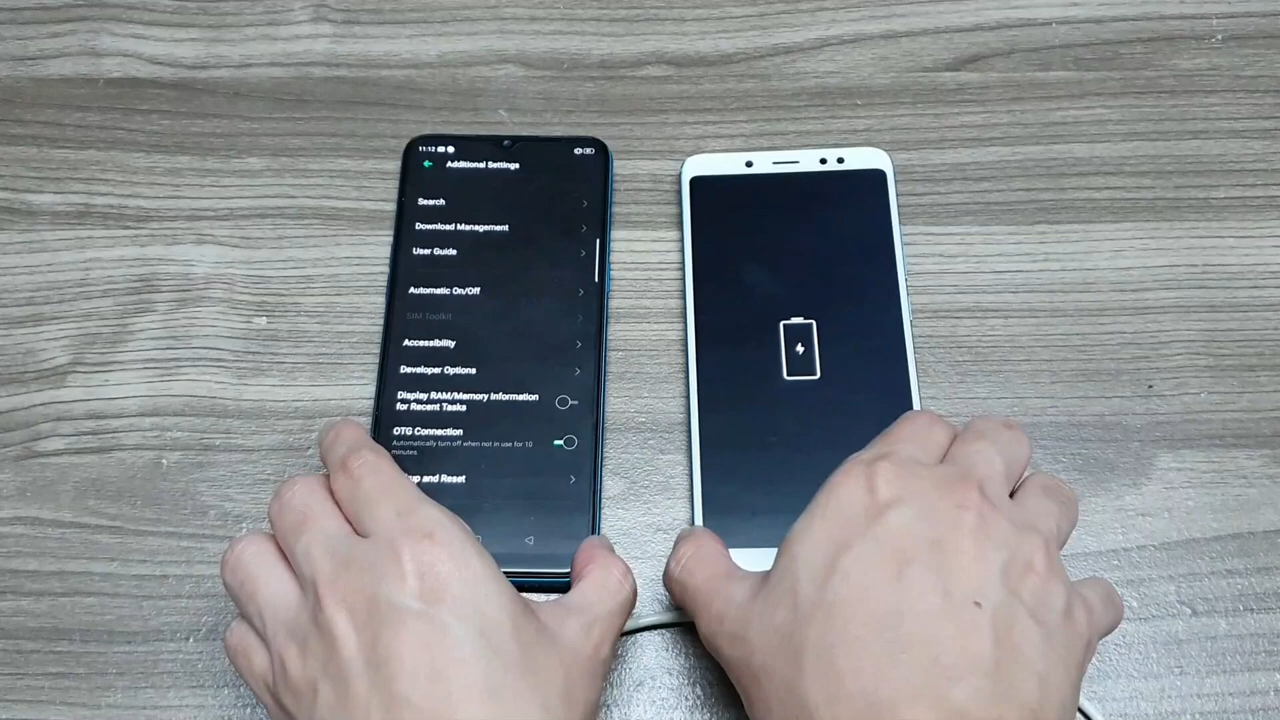 11:12
Additional Settings
Search
Download Management
User Guide
Automatic On/Off
SIM Toolkit
Accessibility
Developer Options
Display RAM/Memory Information
for Recent Tasks
OTG Connection
Automatically turn off when not in use for 10
minutes.
up and Reset